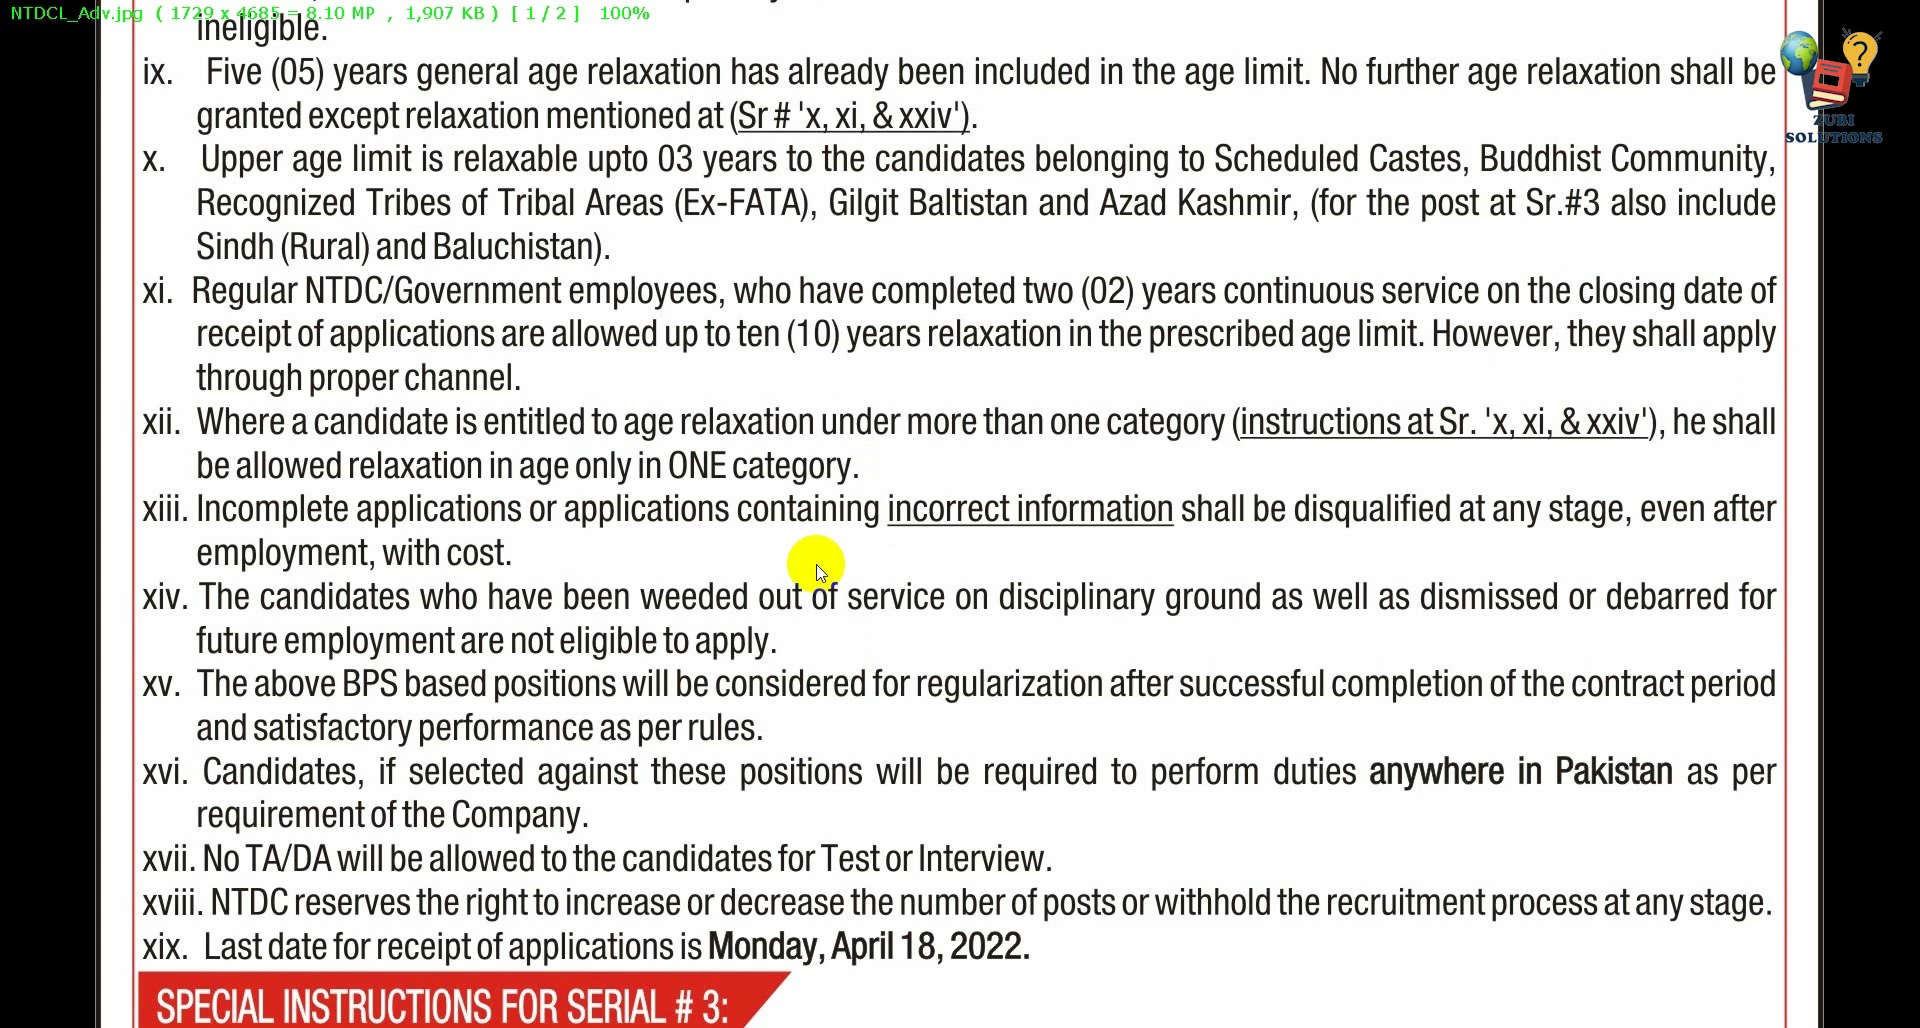 NTDCL_Adv.jpg ( 1729 x 4685 = 8.10 MP , 1,907 KB ) [ 1 / 2 ] 100%
ineligible.
ix. Five (05) years general age relaxation has already been included in the age limit. No further age relaxation shall be
granted except relaxation mentioned at (Sr # 'x, xi, & xxiv').
x. Upper age limit is relaxable upto 03 years to the candidates belonging to Scheduled Castes, Buddhist Community,
Recognized Tribes of Tribal Areas (Ex-FATA), Gilgit Baltistan and Azad Kashmir, (for the post at Sr.#3 also include
Sindh (Rural) and Baluchistan).
xi. Regular NTDC/Government employees, who have completed two (02) years continuous service on the closing date of
receipt of applications are allowed up to ten (10) years relaxation in the prescribed age limit. However, they shall apply
through proper channel.
xii. Where a candidate is entitled to age relaxation under more than one category (instructions at Sr. 'x, xi, & xxiv'), he shall
be allowed relaxation in age only in ONE category.
xiii. Incomplete applications or applications containing incorrect information shall be disqualified at any stage, even after
employment, with cost.
xiv. The candidates who have been weeded out of service on disciplinary ground as well as dismissed or debarred for
future employment are not eligible to apply.
xv. The above BPS based positions will be considered for regularization after successful completion of the contract period
and satisfactory performance as per rules.
xvi. Candidates, if selected against these positions will be required to perform duties anywhere in Pakistan as per
requirement of the Company.
xvii. No TA/DA will be allowed to the candidates for Test or Interview.
xviii. NTDC reserves the right to increase or decrease the number of posts or withhold the recruitment process at any stage.
xix. Last date for receipt of applications is Monday, April 18, 2022.
SPECIAL INSTRUCTIONS FOR SERIAL # 3:
ZUBI
SOLUTIONS